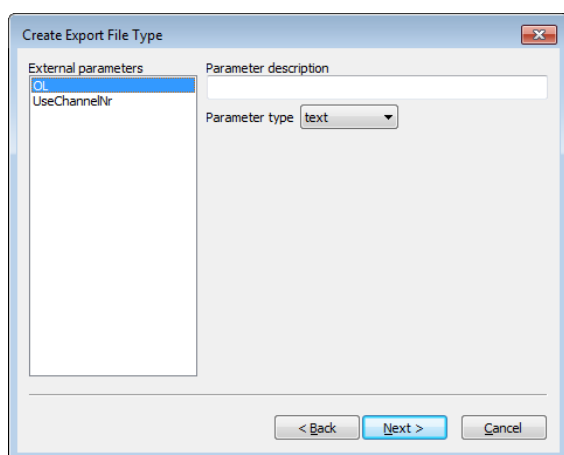 Create Export File Type
External parameters
OL
UseChannelNr
Parameter description
Parameter type text
< Back Next > Cancel